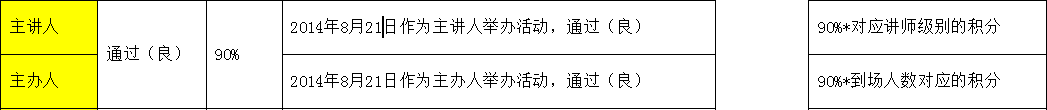 主讲人
通过（良）
90%
2014年8月21日作为主讲人举办活动，通过（良）
90%*对应讲师级别的积分
主办人
2014年8月21日作为主办人举办活动，通过（良）
90%*到场人数对应的积分